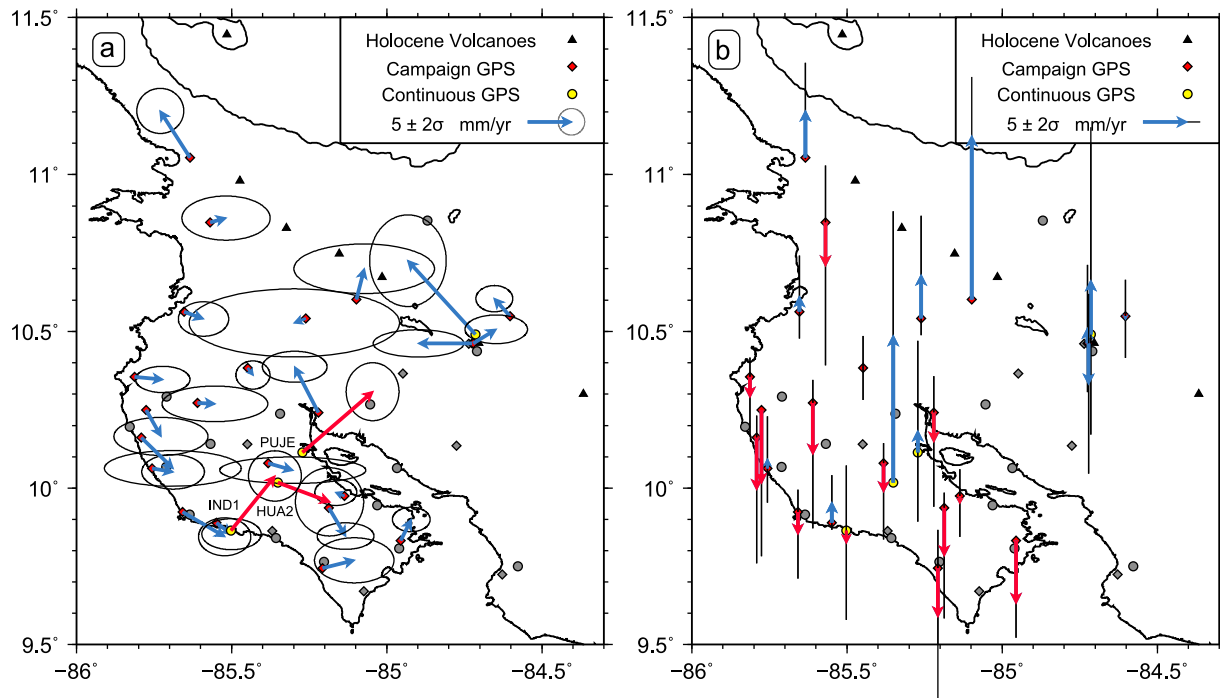 11.5˚
11˚
10.5˚
10˚
9.5˚
a
Holocene Volcanoes
Campaign GPS
Continuous GPS
5 ± 2σ mm/yr
PUJE
IND1
HUA2
−86˚
−85.5˚
−85˚
−84.5˚
11.5˚
11˚
10.5˚
10˚
9.5˚
b
Holocene Volcanoes
Campaign GPS
Continuous GPS
5 ± 2σ mm/yr
−86˚
−85.5˚
−85˚
−84.5˚